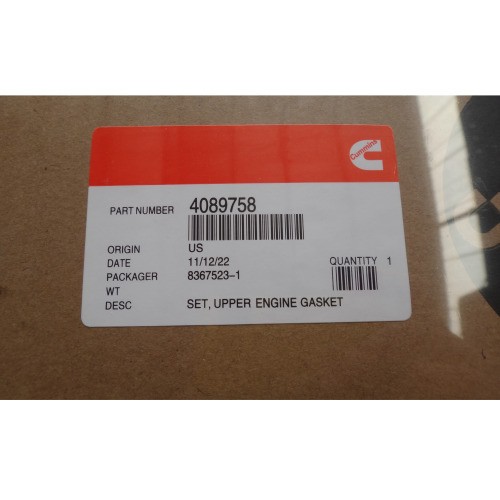 Cummins
PART NUMBER 4089758
ORIGIN US
DATE 11/12/22 QUANTITY 1
PACKAGER 8367523-1
WT
DESC SET, UPPER ENGINE GASKET